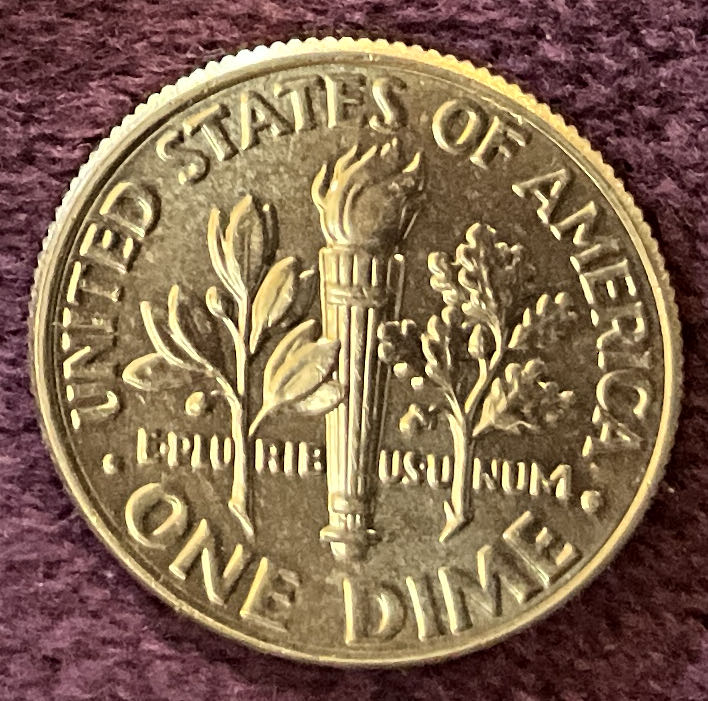 UNITED STATES OF AMERICA
E PLURIBUS UNUM
ONE DIME